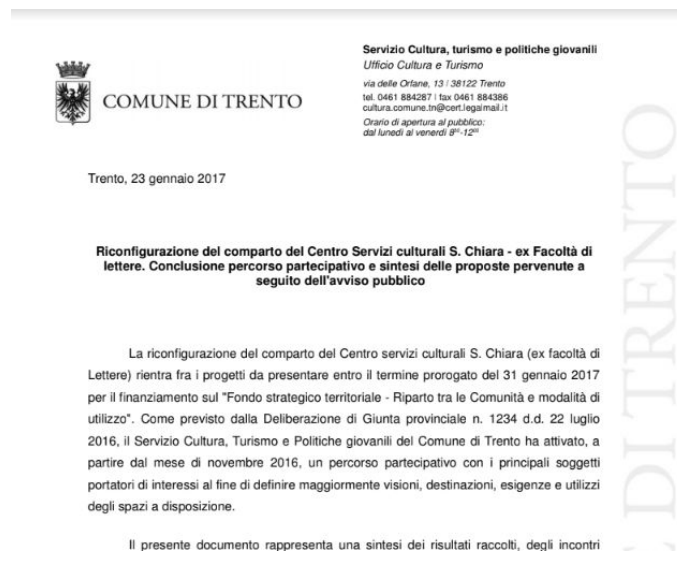 Servizio Cultura, turismo e politiche giovanili
Ufficio Cultura e Turismo
via delle Orfane, 13 | 38122 Trento
tel. 0461 884287 | fax 0461 884386
cultura.comune.tn@cert.legalmail.it
Orario di apertura al pubblico:
dal lunedì al venerdì 8⁰⁰-12⁰⁰
COMUNE DI TRENTO
Trento, 23 gennaio 2017
Riconfigurazione del comparto del Centro Servizi culturali S. Chiara - ex Facoltà di
lettere. Conclusione percorso partecipativo e sintesi delle proposte pervenute a
seguito dell'avviso pubblico
La riconfigurazione del comparto del Centro servizi culturali S. Chiara (ex facoltà di
Lettere) rientra fra i progetti da presentare entro il termine prorogato del 31 gennaio 2017
per il finanziamento sul "Fondo strategico territoriale - Riparto tra le Comunità e modalità di
utilizzo". Come previsto dalla Deliberazione di Giunta provinciale n. 1234 d.d. 22 luglio
2016, il Servizio Cultura, Turismo e Politiche giovanili del Comune di Trento ha attivato, a
partire dal mese di novembre 2016, un percorso partecipativo con i principali soggetti
portatori di interessi al fine di definire maggiormente visioni, destinazioni, esigenze e utilizzi
degli spazi a disposizione.
Il presente documento rappresenta una sintesi dei risultati raccolti, degli incontri
DI TRENTO